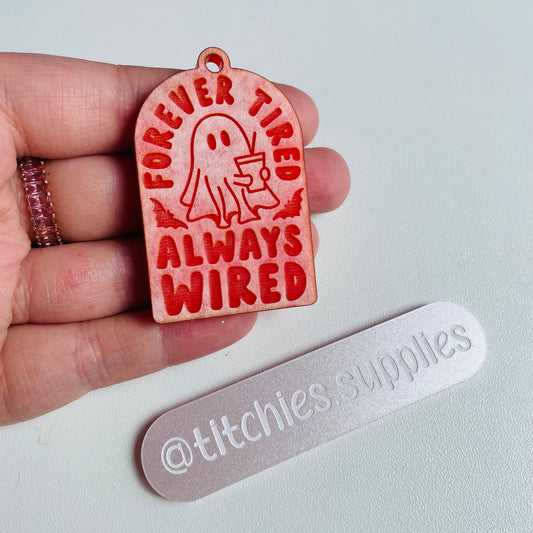 FOREVER TIRED
ALWAYS
WIRED
@titchies.supplies